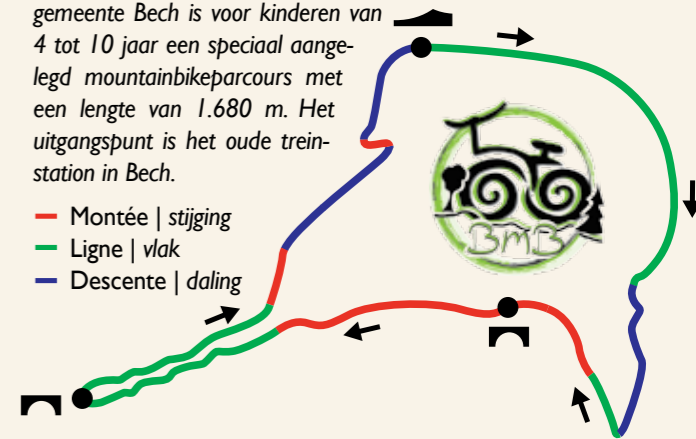 gemeente Bech is voor kinderen van
4 tot 10 jaar een speciaal aange-
legd mountainbikeparcours met
een lengte van 1.680 m. Het
uitgangspunt is het oude trein-
station in Bech.
Montée | stijging
Ligne | vlak
Descente | daling
BMB